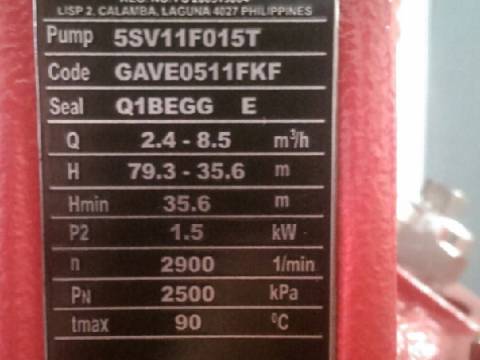 LISP 2, CALAMBA, LAGUNA 4027 PHILIPPINES
Pump 5SV11F015T
Code GAVE0511FKF
Seal Q1BEGG E
Q 2.4 - 8.5 m³/h
H 79.3 - 35.6 m
Hmin 35.6 m
P2 1.5 kW
n 2900 1/min
PN 2500 kPa
tmax 90 °C